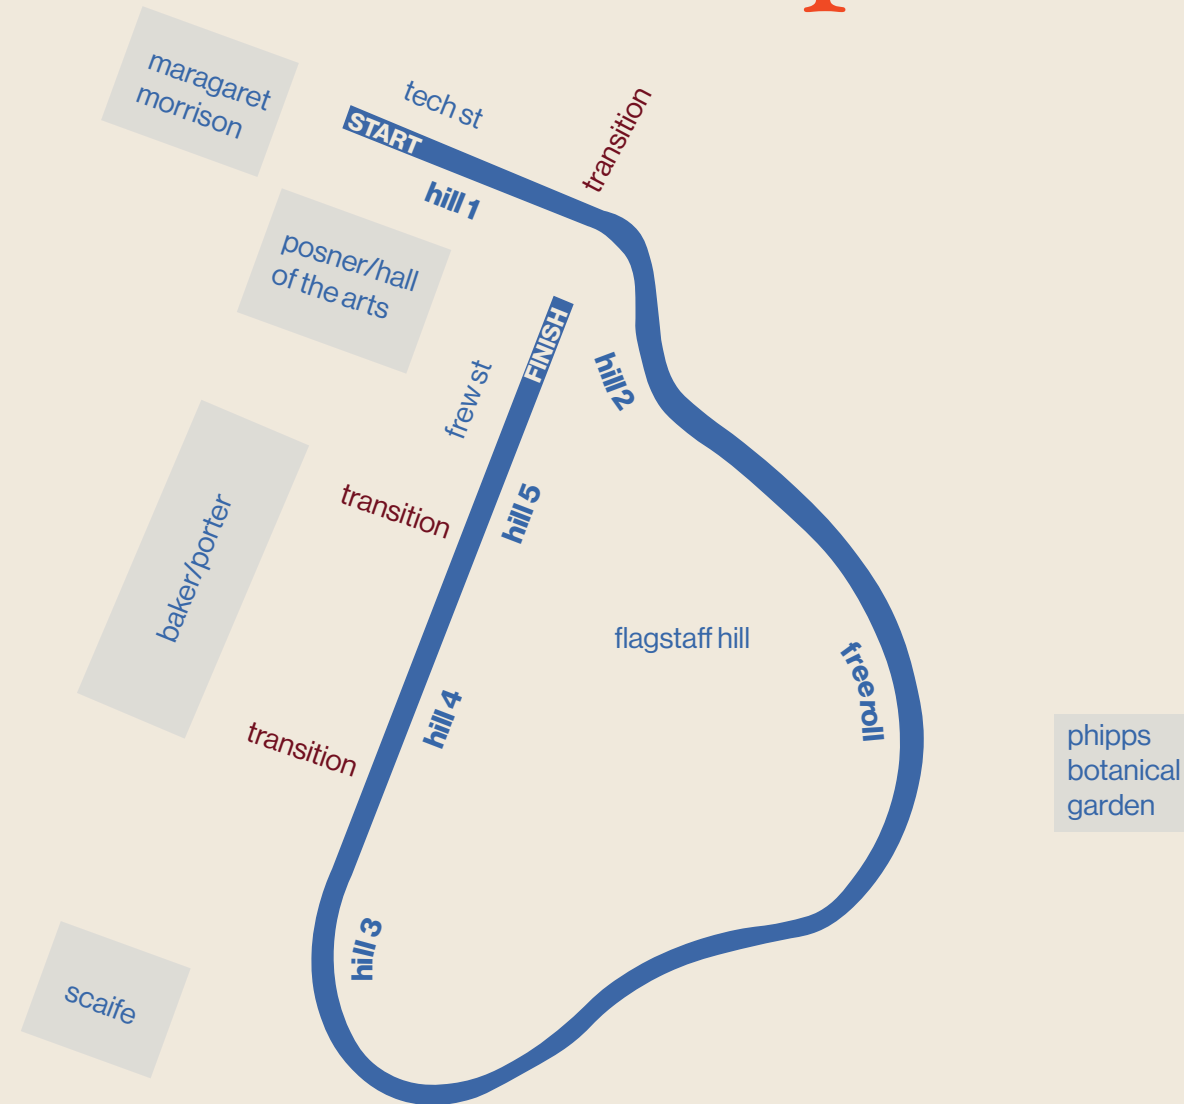 maragaret
morrison
tech st
transition
START
hill 1
posner/hall
of the arts
FINISH
hill 2
frew st
transition
hill 5
baker/porter
flagstaff hill
free roll
hill 4
transition
phipps
botanical
garden
hill 3
scaife